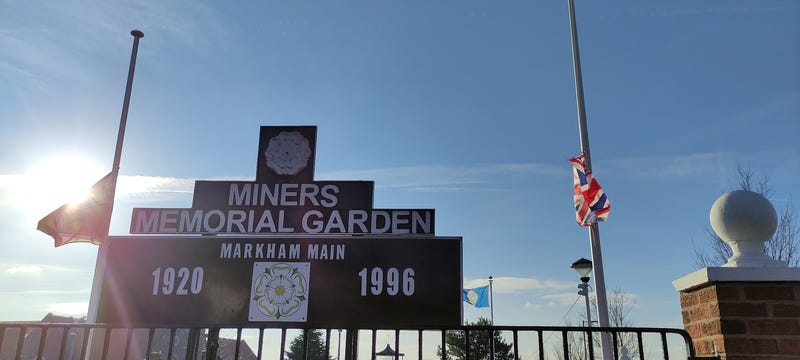 MINERS
MEMORIAL GARDEN
MARKHAM MAIN
1920 1996